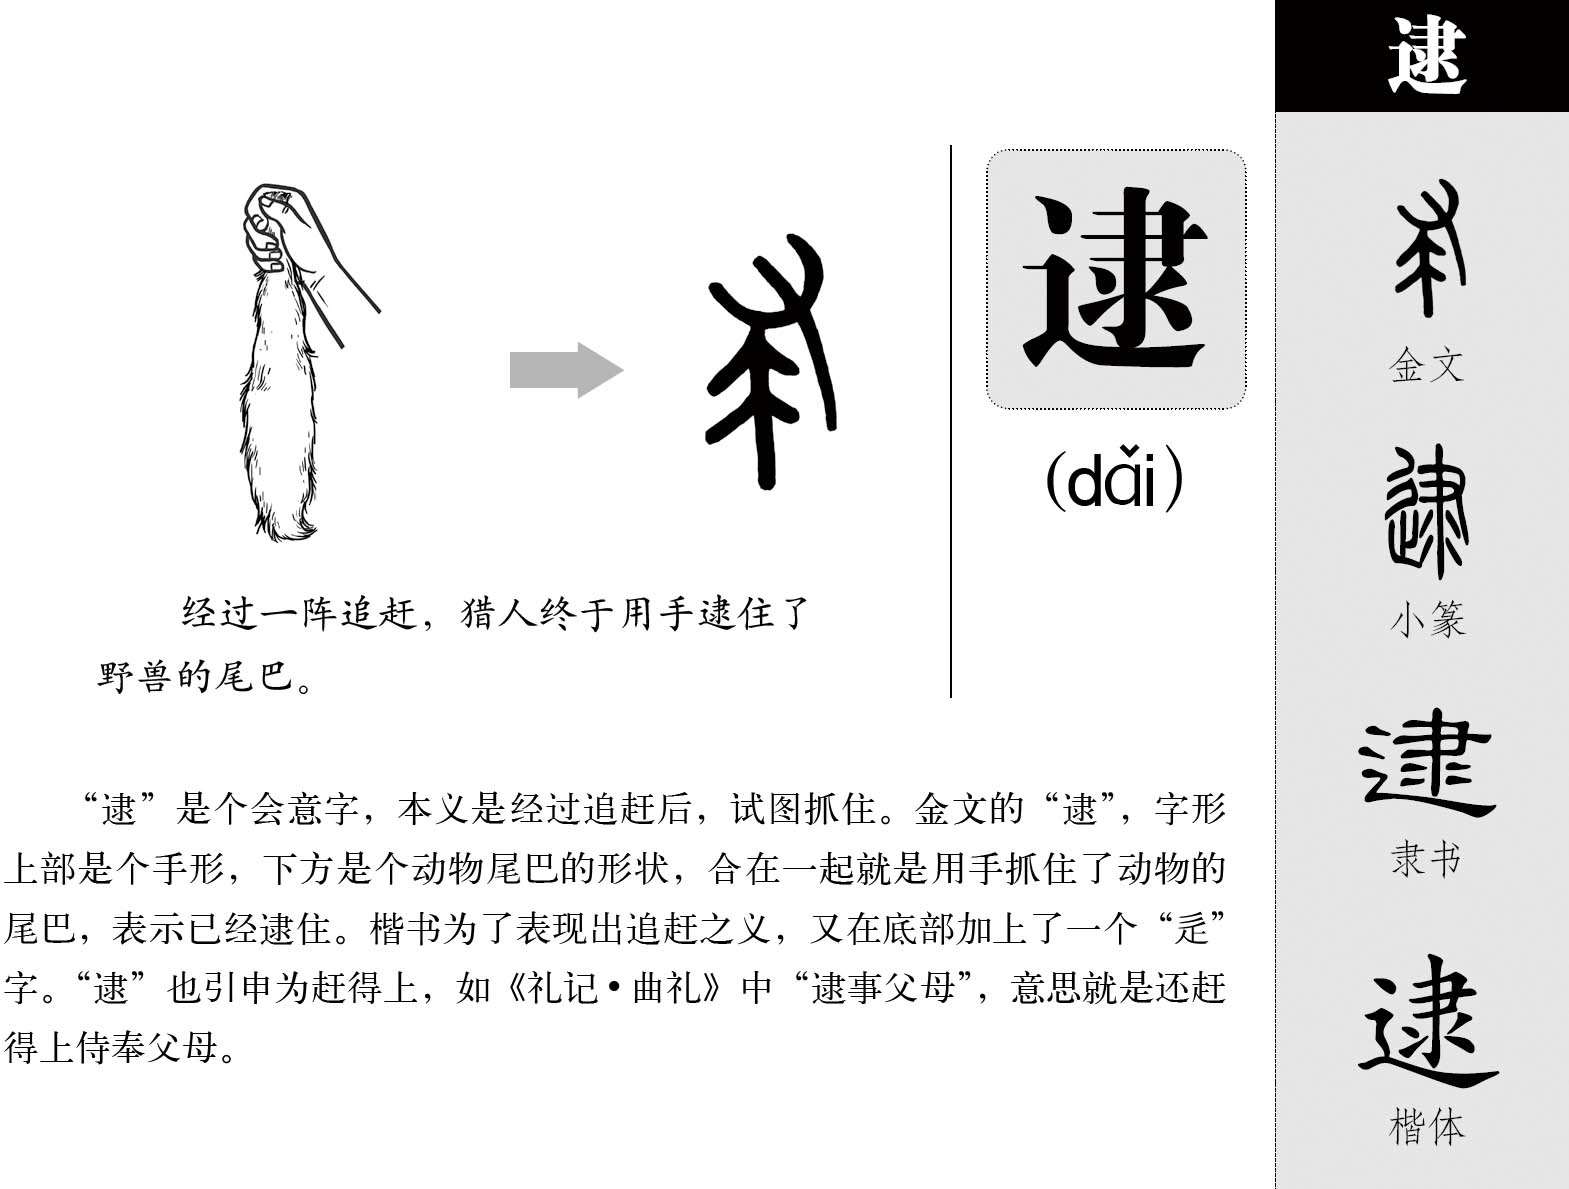 逮
逮
(dǎi)
经过一阵追赶，猎人终于用手逮住了
野兽的尾巴。
“逮”是个会意字，本义是经过追赶后，试图抓住。金文的“逮”，字形
上部是个手形，下方是个动物尾巴的形状，合在一起就是用手抓住了动物的
尾巴，表示已经逮住。楷书为了表现出追赶之义，又在底部加上了一个“辵”
字。“逮”也引申为赶得上，如《礼记•曲礼》中“逮事父母”，意思就是还赶
得上侍奉父母。
金文
逮
小篆
逮
隶书
逮
楷体